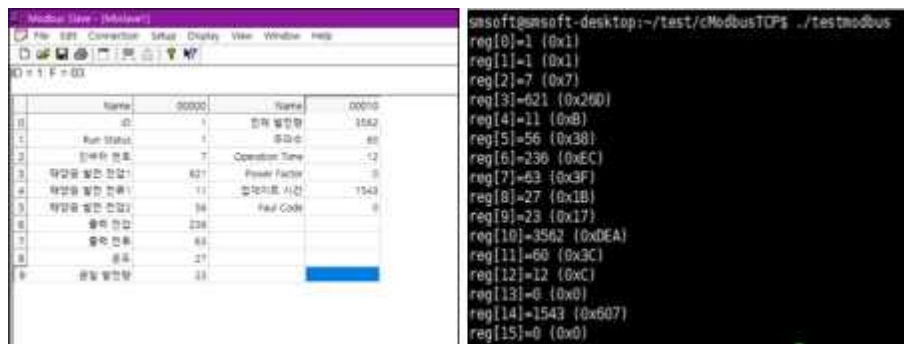 Modbus Slave - [Mbslave1]
File Edit Connection Setup Display View Window Help
ID = 1: F = 03
Name 00000 Name 00010
0 ID 1 전체 발전량 3562
1 Run Status 1 주파수 60
2 인버터 번호 7 Operation Time 12
3 태양광 발전 전압1 621 Power Factor 0
4 태양광 발전 전류1 11 업데이트 시간 1543
5 태양광 발전 전압2 56 Faul Code 0
6 출력 전압 236
7 출력 전류 63
8 온도 27
9 금일 발전량 23
smsoft@smsoft-desktop:~/test/cModbusTCP$ ./testmodbus
reg[0]=1 (0x1)
reg[1]=1 (0x1)
reg[2]=7 (0x7)
reg[3]=621 (0x26D)
reg[4]=11 (0xB)
reg[5]=56 (0x38)
reg[6]=236 (0xEC)
reg[7]=63 (0x3F)
reg[8]=27 (0x1B)
reg[9]=23 (0x17)
reg[10]=3562 (0xDEA)
reg[11]=60 (0x3C)
reg[12]=12 (0xC)
reg[13]=0 (0x0)
reg[14]=1543 (0x607)
reg[15]=0 (0x0)